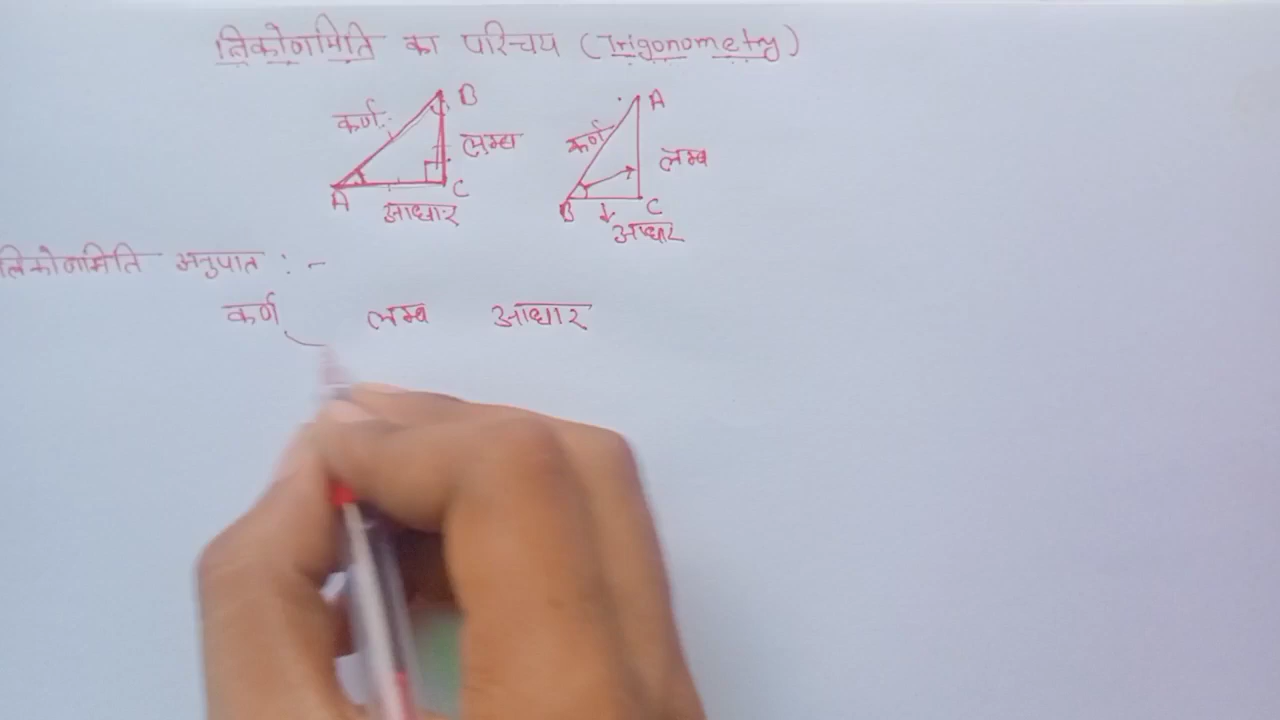 त्रिकोणमिति का परिचय (Trigonometry)
B
कर्ण
लम्ब
A
C
आधार
A
कर्ण
लम्ब
B
C
आधार
त्रिकोणमिति अनुपात :-
कर्ण लम्ब आधार